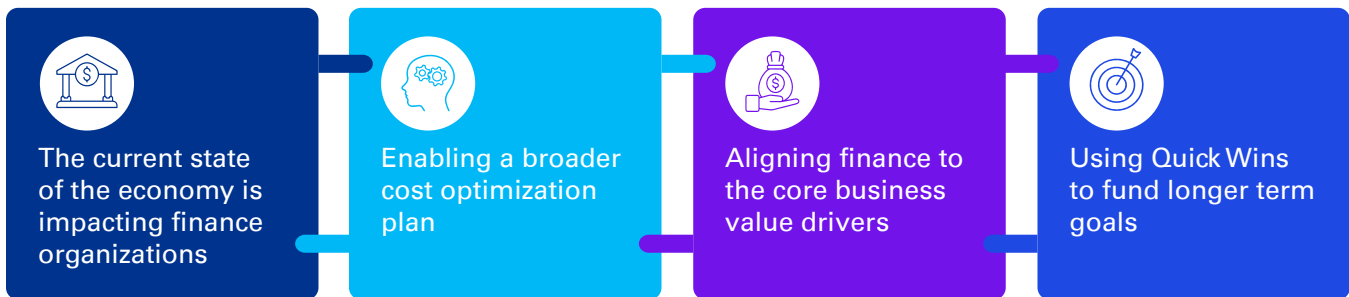 The current state
of the economy is
impacting finance
organizations
Enabling a broader
cost optimization
plan
Aligning finance to
the core business
value drivers
Using Quick Wins
to fund longer term
goals